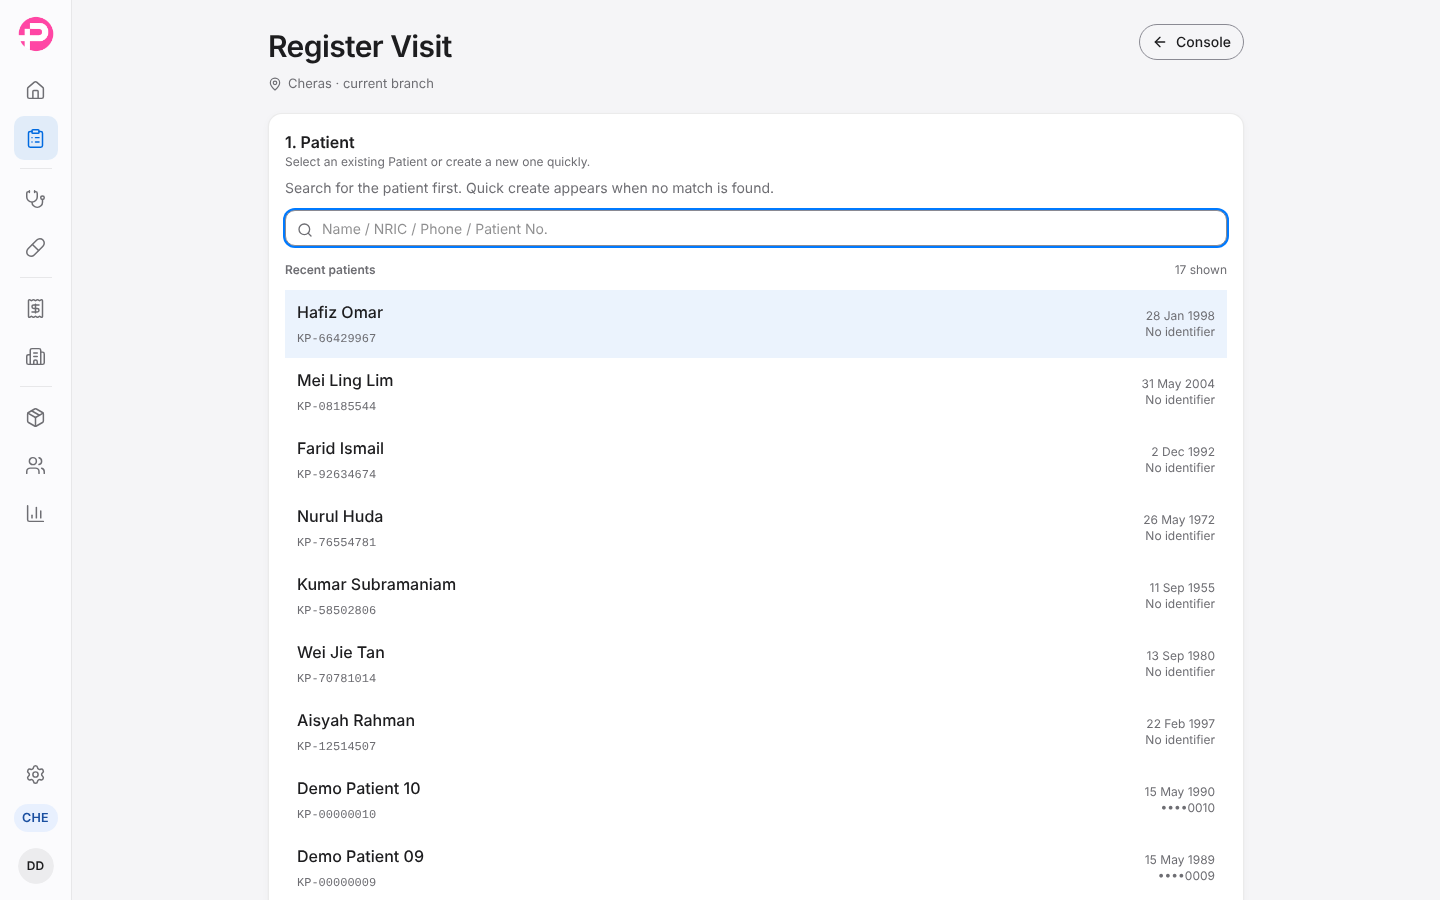 Register Visit
Console
Cheras · current branch
1. Patient
Select an existing Patient or create a new one quickly.
Search for the patient first. Quick create appears when no match is found.
Name / NRIC / Phone / Patient No.
Recent patients
17 shown
Hafiz Omar
KP-66429967
28 Jan 1998
No identifier
Mei Ling Lim
KP-08185544
31 May 2004
No identifier
Farid Ismail
KP-92634674
2 Dec 1992
No identifier
Nurul Huda
KP-76554781
26 May 1972
No identifier
Kumar Subramaniam
KP-58502806
11 Sep 1955
No identifier
Wei Jie Tan
KP-70781014
13 Sep 1980
No identifier
Aisyah Rahman
KP-12514507
22 Feb 1997
No identifier
Demo Patient 10
KP-00000010
15 May 1990
••••0010
Demo Patient 09
KP-00000009
15 May 1989
••••0009
CHE
DD